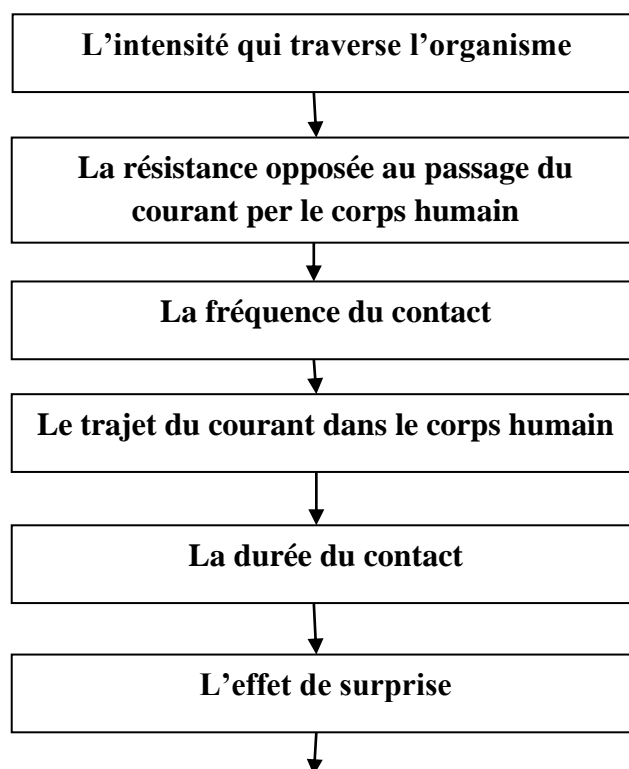 L’intensité qui traverse l’organisme
La résistance opposée au passage du
courant per le corps humain
La fréquence du contact
Le trajet du courant dans le corps humain
La durée du contact
L’effet de surprise